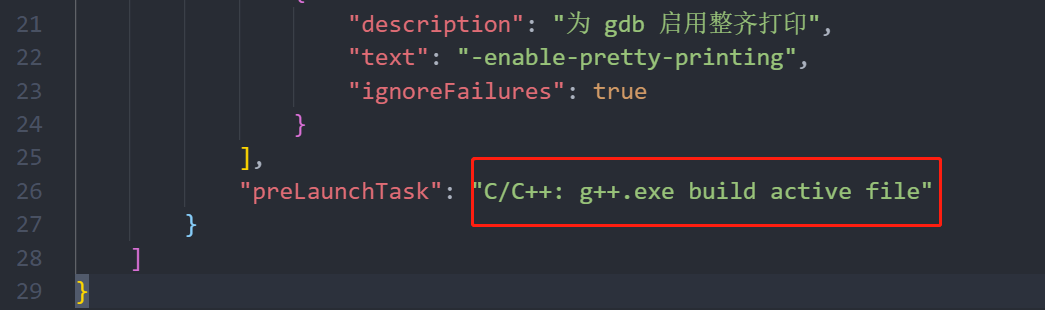 21 "description": "为 gdb 启用整齐打印",
22 "text": "-enable-pretty-printing",
23 "ignoreFailures": true
24 }
25 ],
26 "preLaunchTask": "C/C++: g++.exe build active file"
27 }
28 ]
29 }